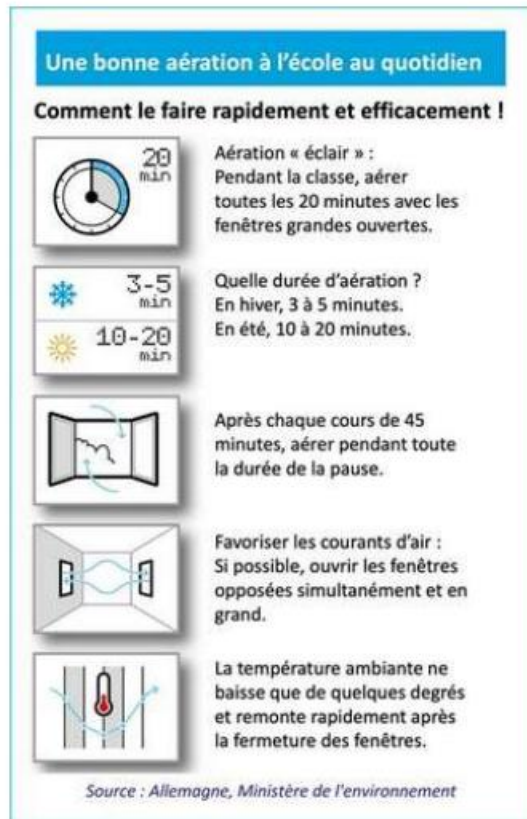 Une bonne aération à l'école au quotidien
Comment le faire rapidement et efficacement !
20
min
Aération « éclair » :
Pendant la classe, aérer
toutes les 20 minutes avec les
fenêtres grandes ouvertes.
3-5
min
10-20
min
Quelle durée d'aération ?
En hiver, 3 à 5 minutes.
En été, 10 à 20 minutes.
Après chaque cours de 45
minutes, aérer pendant toute
la durée de la pause.
Favoriser les courants d'air :
Si possible, ouvrir les fenêtres
opposées simultanément et en
grand.
La température ambiante ne
baisse que de quelques degrés
et remonte rapidement après
la fermeture des fenêtres.
Source : Allemagne, Ministère de l'environnement